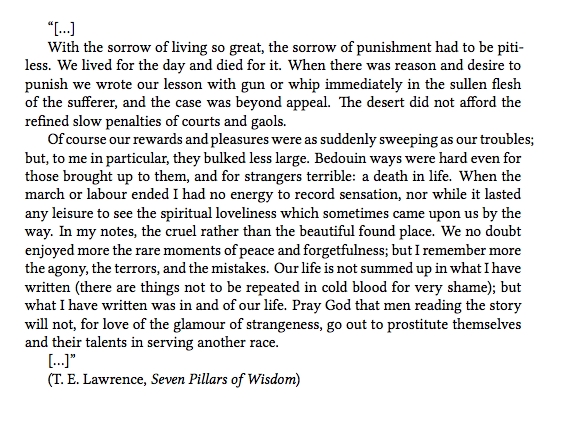 “[...]
With the sorrow of living so great, the sorrow of punishment had to be piti-
less. We lived for the day and died for it. When there was reason and desire to
punish we wrote our lesson with gun or whip immediately in the sullen flesh
of the sufferer, and the case was beyond appeal. The desert did not afford the
refined slow penalties of courts and gaols.
Of course our rewards and pleasures were as suddenly sweeping as our troubles;
but, to me in particular, they bulked less large. Bedouin ways were hard even for
those brought up to them, and for strangers terrible: a death in life. When the
march or labour ended I had no energy to record sensation, nor while it lasted
any leisure to see the spiritual loveliness which sometimes came upon us by the
way. In my notes, the cruel rather than the beautiful found place. We no doubt
enjoyed more the rare moments of peace and forgetfulness; but I remember more
the agony, the terrors, and the mistakes. Our life is not summed up in what I have
written (there are things not to be repeated in cold blood for very shame); but
what I have written was in and of our life. Pray God that men reading the story
will not, for love of the glamour of strangeness, go out to prostitute themselves
and their talents in serving another race.
[...]”
(T. E. Lawrence, Seven Pillars of Wisdom)